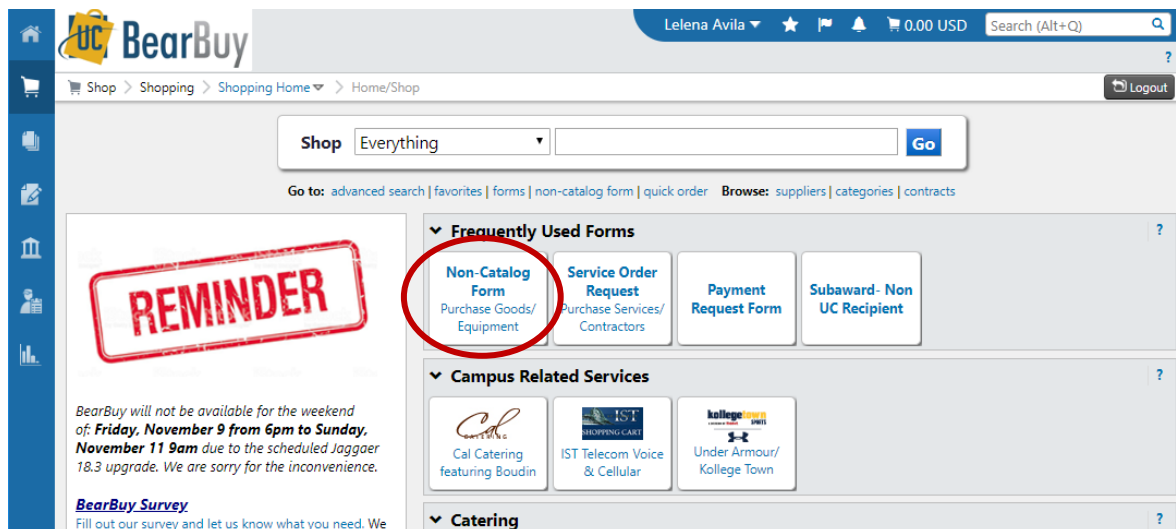 UC BearBuy
Lelena Avila
0.00 USD
Search (Alt+Q)
?
Shop > Shopping > Shopping Home > Home/Shop
Logout
Shop Everything Go
Go to: advanced search | favorites | forms | non-catalog form | quick order Browse: suppliers | categories | contracts
REMINDER
BearBuy will not be available for the weekend
of: Friday, November 9 from 6pm to Sunday,
November 11 9am due to the scheduled Jaggaer
18.3 upgrade. We are sorry for the inconvenience.
BearBuy Survey
Fill out our survey and let us know what you need. We
Frequently Used Forms
?
Non-Catalog
Form
Purchase Goods/
Equipment
Service Order
Request
Purchase Services/
Contractors
Payment
Request Form
Subaward- Non
UC Recipient
Campus Related Services
?
Cal
CATERING
Cal Catering
featuring Boudin
IST
SHOPPING CART
IST Telecom Voice
& Cellular
kollegetown
SPORTS
Under Armour/
Kollege Town
Catering
?